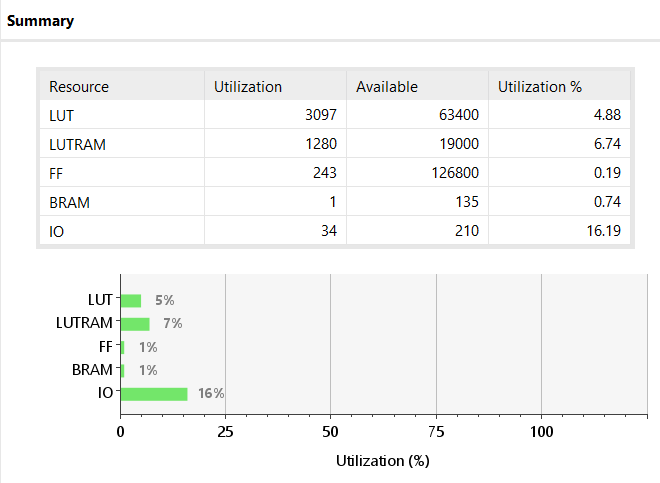 Summary
Resource Utilization Available Utilization %
LUT 3097 63400 4.88
LUTRAM 1280 19000 6.74
FF 243 126800 0.19
BRAM 1 135 0.74
IO 34 210 16.19
LUT 5%
LUTRAM 7%
FF 1%
BRAM 1%
IO 16%
0 25 50 75 100
Utilization (%)